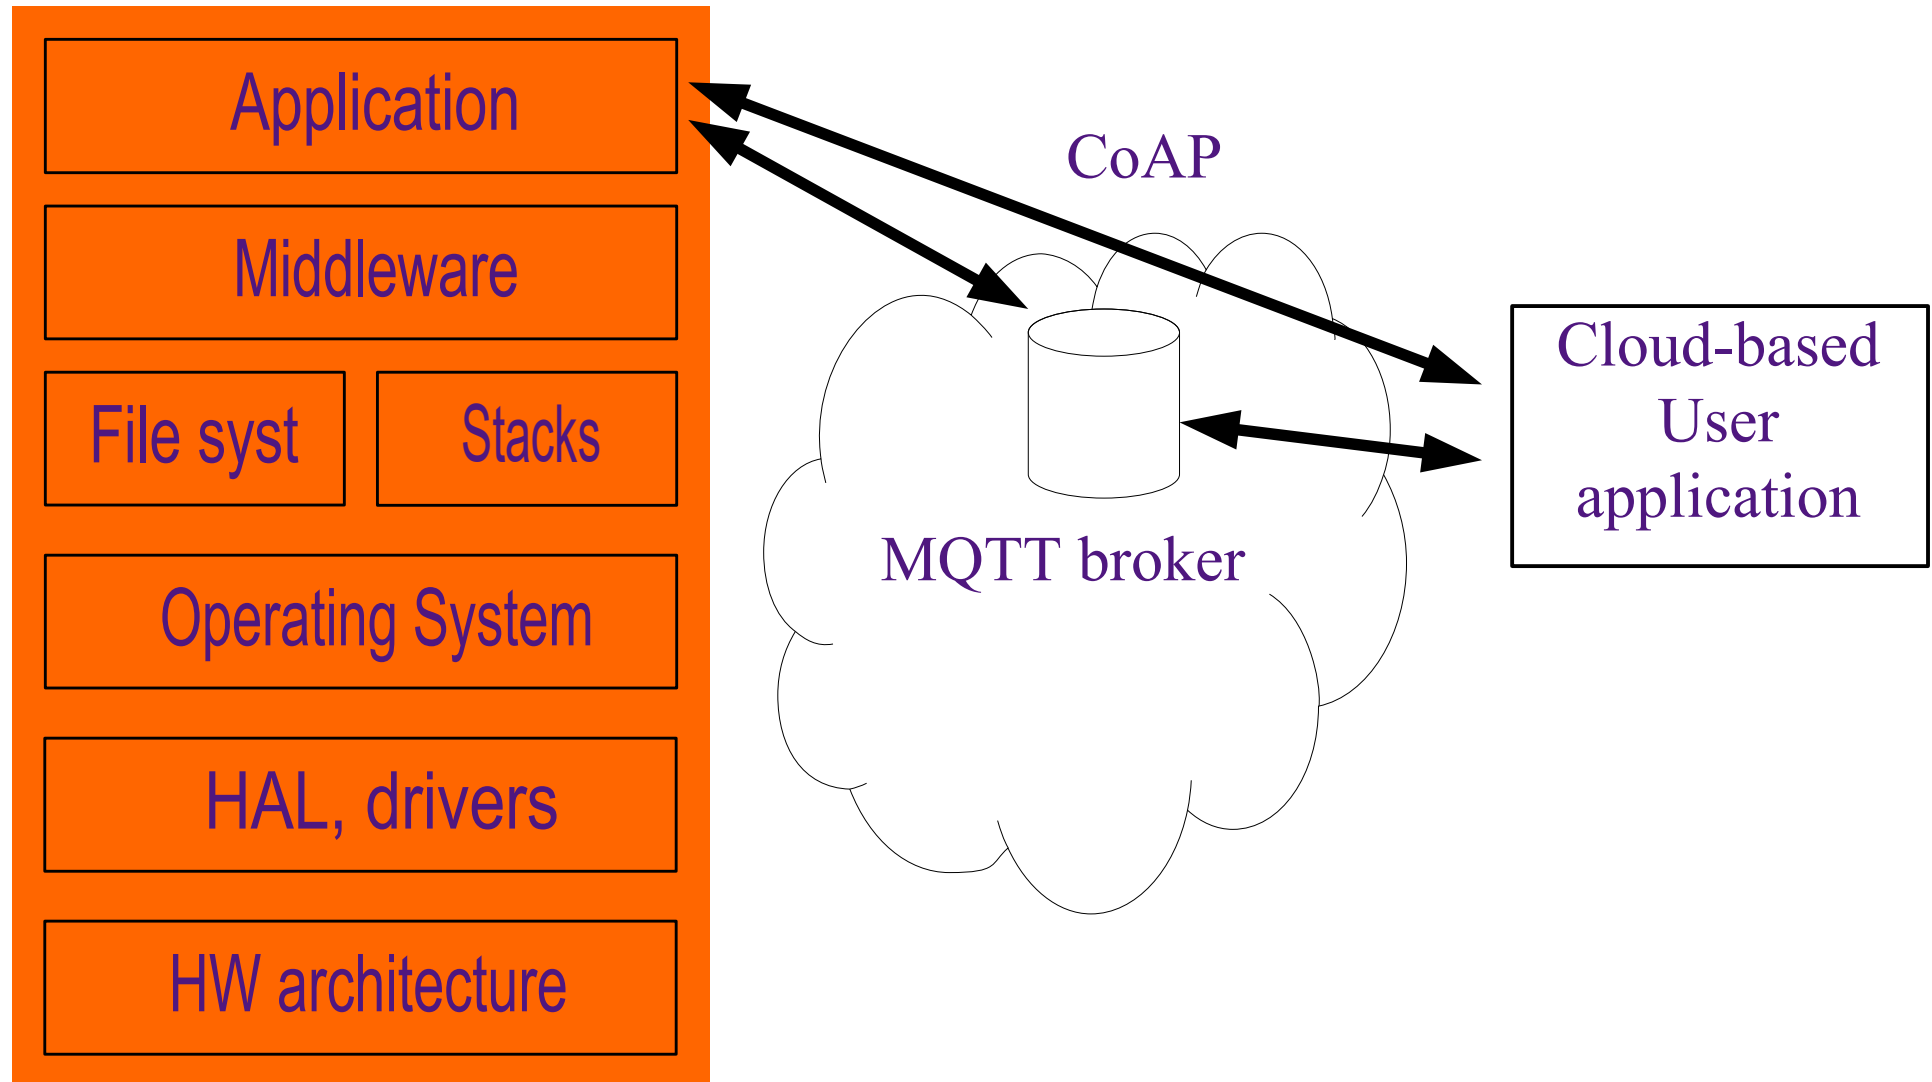 Application
Middleware
File syst
Stacks
Operating System
HAL, drivers
HW architecture
CoAP
MQTT broker
Cloud-based
User
application